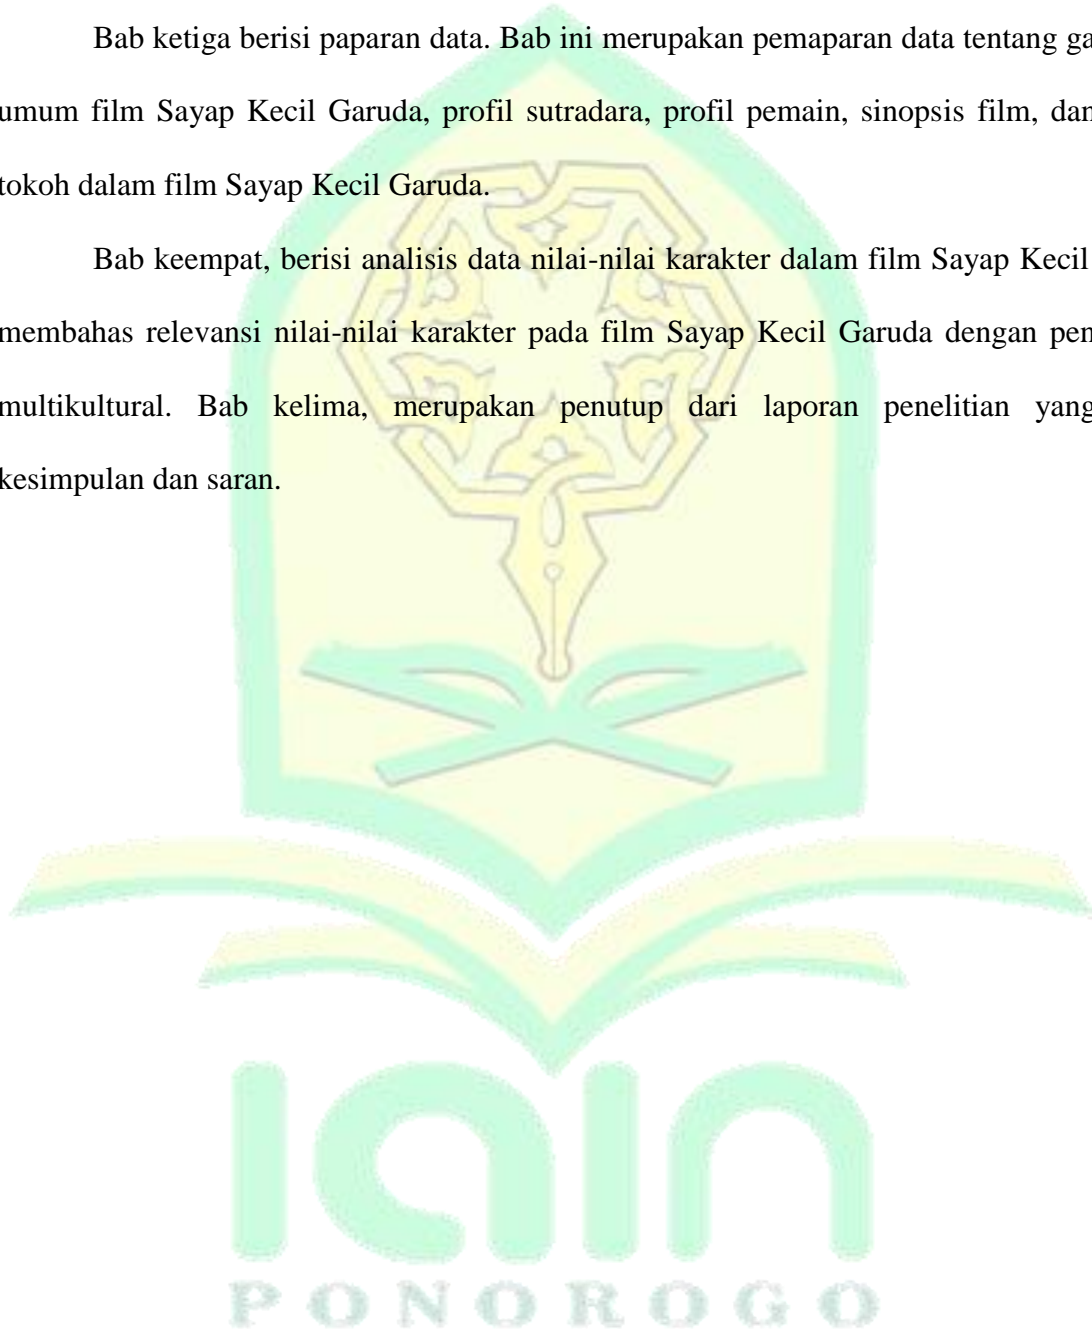 Bab ketiga berisi paparan data. Bab ini merupakan pemaparan data tentang ga
umum film Sayap Kecil Garuda, profil sutradara, profil pemain, sinopsis film, dan
tokoh dalam film Sayap Kecil Garuda.
Bab keempat, berisi analisis data nilai-nilai karakter dalam film Sayap Kecil
membahas relevansi nilai-nilai karakter pada film Sayap Kecil Garuda dengan pen
multikultural. Bab kelima, merupakan penutup dari laporan penelitian yang
kesimpulan dan saran.
iain
PONOROGO